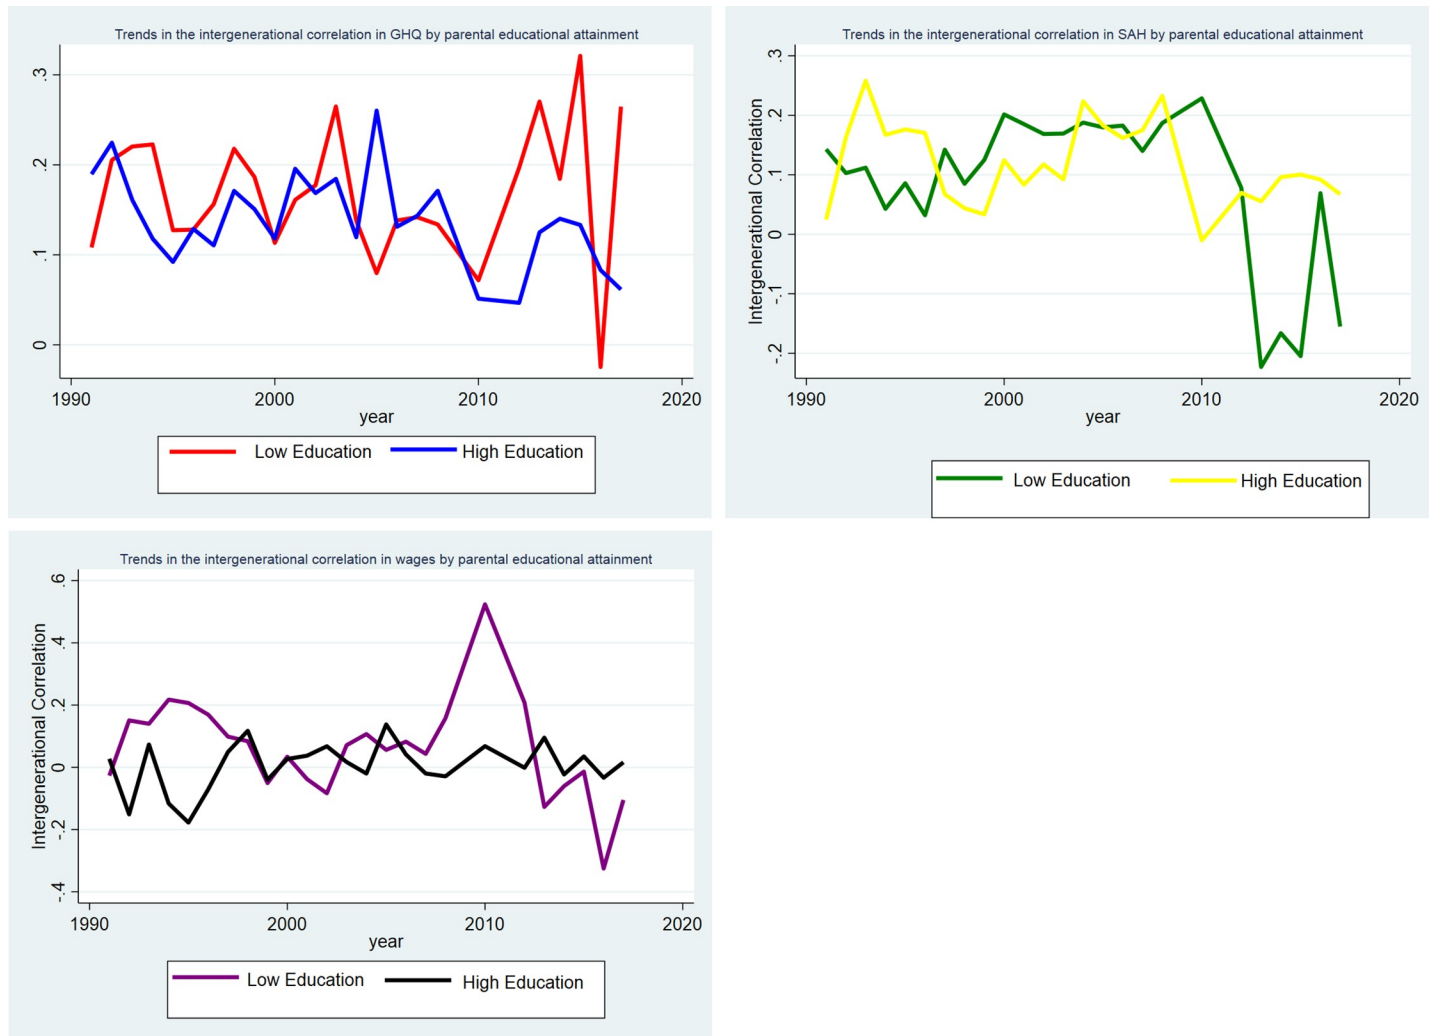 Trends in the intergenerational correlation in GHQ by parental educational attainment
.3
.2
.1
0
1990 2000 2010 2020
year
Low Education High Education
Trends in the intergenerational correlation in SAH by parental educational attainment
Intergenerational Correlation
.3
.2
.1
0
-.1
-.2
1990 2000 2010 2020
year
Low Education High Education
Trends in the intergenerational correlation in wages by parental educational attainment
Intergenerational Correlation
.6
.4
.2
0
-.2
-.4
1990 2000 2010 2020
year
Low Education High Education